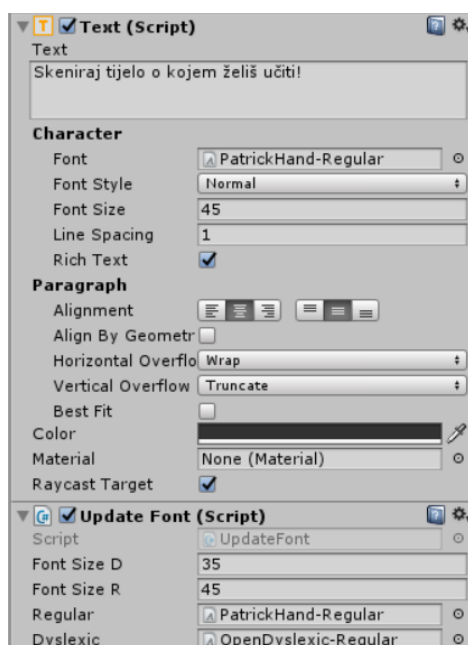 Text (Script)
Text
Skeniraj tijelo o kojem želiš učiti!
Character
Font PatrickHand-Regular
Font Style Normal
Font Size 45
Line Spacing 1
Rich Text
Paragraph
Alignment
Align By Geometr
Horizontal Overflo Wrap
Vertical Overflow Truncate
Best Fit
Color
Material None (Material)
Raycast Target
Update Font (Script)
Script UpdateFont
Font Size D 35
Font Size R 45
Regular PatrickHand-Regular
Dyslexic OpenDyslexic-Regular